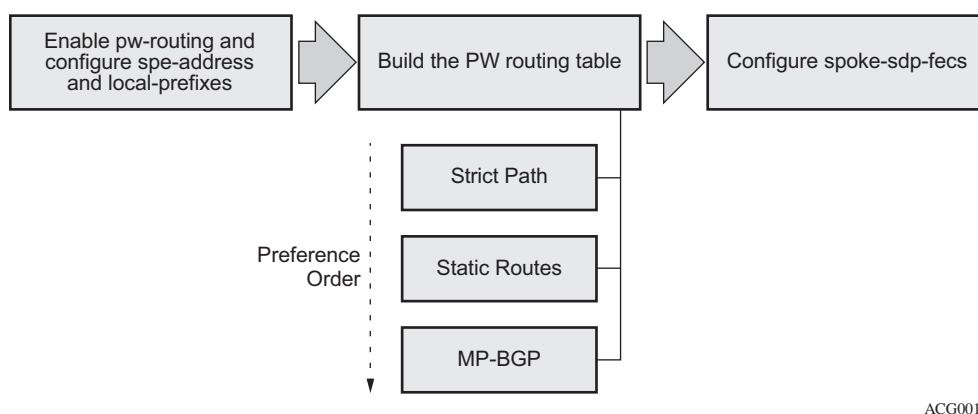 Enable pw-routing and
configure spe-address
and local-prefixes
Build the PW routing table
Configure spoke-sdp-fecs
Strict Path
Preference
Order
Static Routes
MP-BGP
ACG001